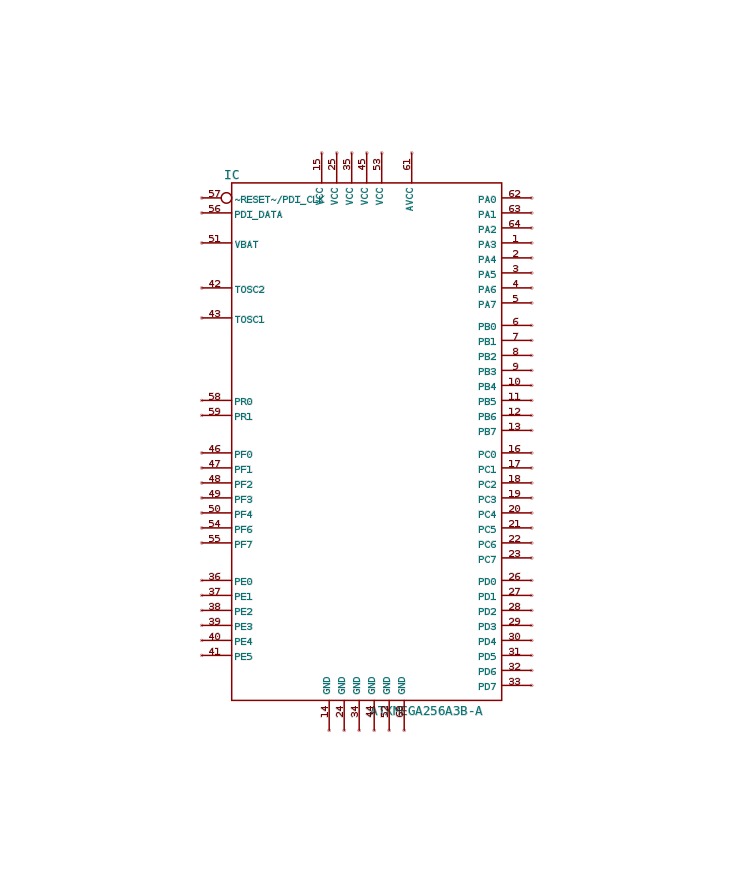 15 25 35 45 53 61
IC
VCC VCC VCC VCC VCC AVCC
57 ~RESET~/PDI_CLK
56 PDI_DATA
51 VBAT
42 TOSC2
43 TOSC1
58 PR0
59 PR1
46 PF0
47 PF1
48 PF2
49 PF3
50 PF4
54 PF6
55 PF7
36 PE0
37 PE1
38 PE2
39 PE3
40 PE4
41 PE5
PA0 62
PA1 63
PA2 64
PA3 1
PA4 2
PA5 3
PA6 4
PA7 5
PB0 6
PB1 7
PB2 8
PB3 9
PB4 10
PB5 11
PB6 12
PB7 13
PC0 16
PC1 17
PC2 18
PC3 19
PC4 20
PC5 21
PC6 22
PC7 23
PD0 26
PD1 27
PD2 28
PD3 29
PD4 30
PD5 31
PD6 32
PD7 33
GND GND GND GND GND GND
14 24 34 44 52 60
ATXMEGA256A3B-A